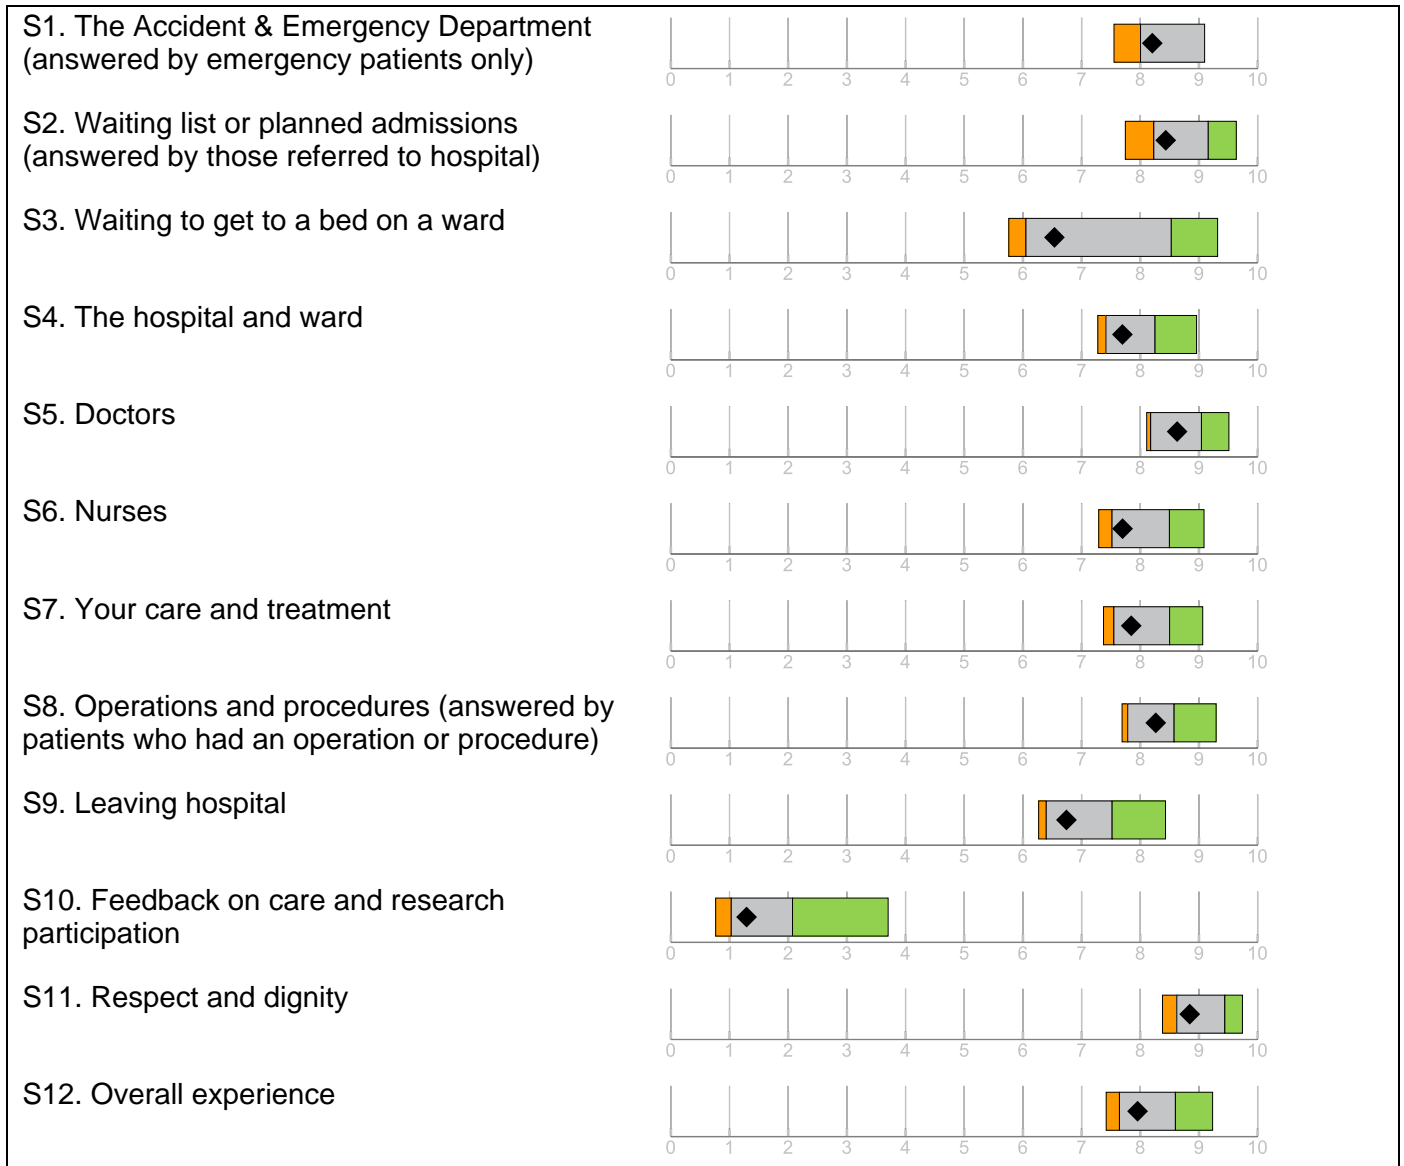 S1. The Accident & Emergency Department
(answered by emergency patients only)
0 1 2 3 4 5 6 7 8 9 10
S2. Waiting list or planned admissions
(answered by those referred to hospital)
0 1 2 3 4 5 6 7 8 9 10
S3. Waiting to get to a bed on a ward
0 1 2 3 4 5 6 7 8 9 10
S4. The hospital and ward
0 1 2 3 4 5 6 7 8 9 10
S5. Doctors
0 1 2 3 4 5 6 7 8 9 10
S6. Nurses
0 1 2 3 4 5 6 7 8 9 10
S7. Your care and treatment
0 1 2 3 4 5 6 7 8 9 10
S8. Operations and procedures (answered by
patients who had an operation or procedure)
0 1 2 3 4 5 6 7 8 9 10
S9. Leaving hospital
0 1 2 3 4 5 6 7 8 9 10
S10. Feedback on care and research
participation
0 1 2 3 4 5 6 7 8 9 10
S11. Respect and dignity
0 1 2 3 4 5 6 7 8 9 10
S12. Overall experience
0 1 2 3 4 5 6 7 8 9 10